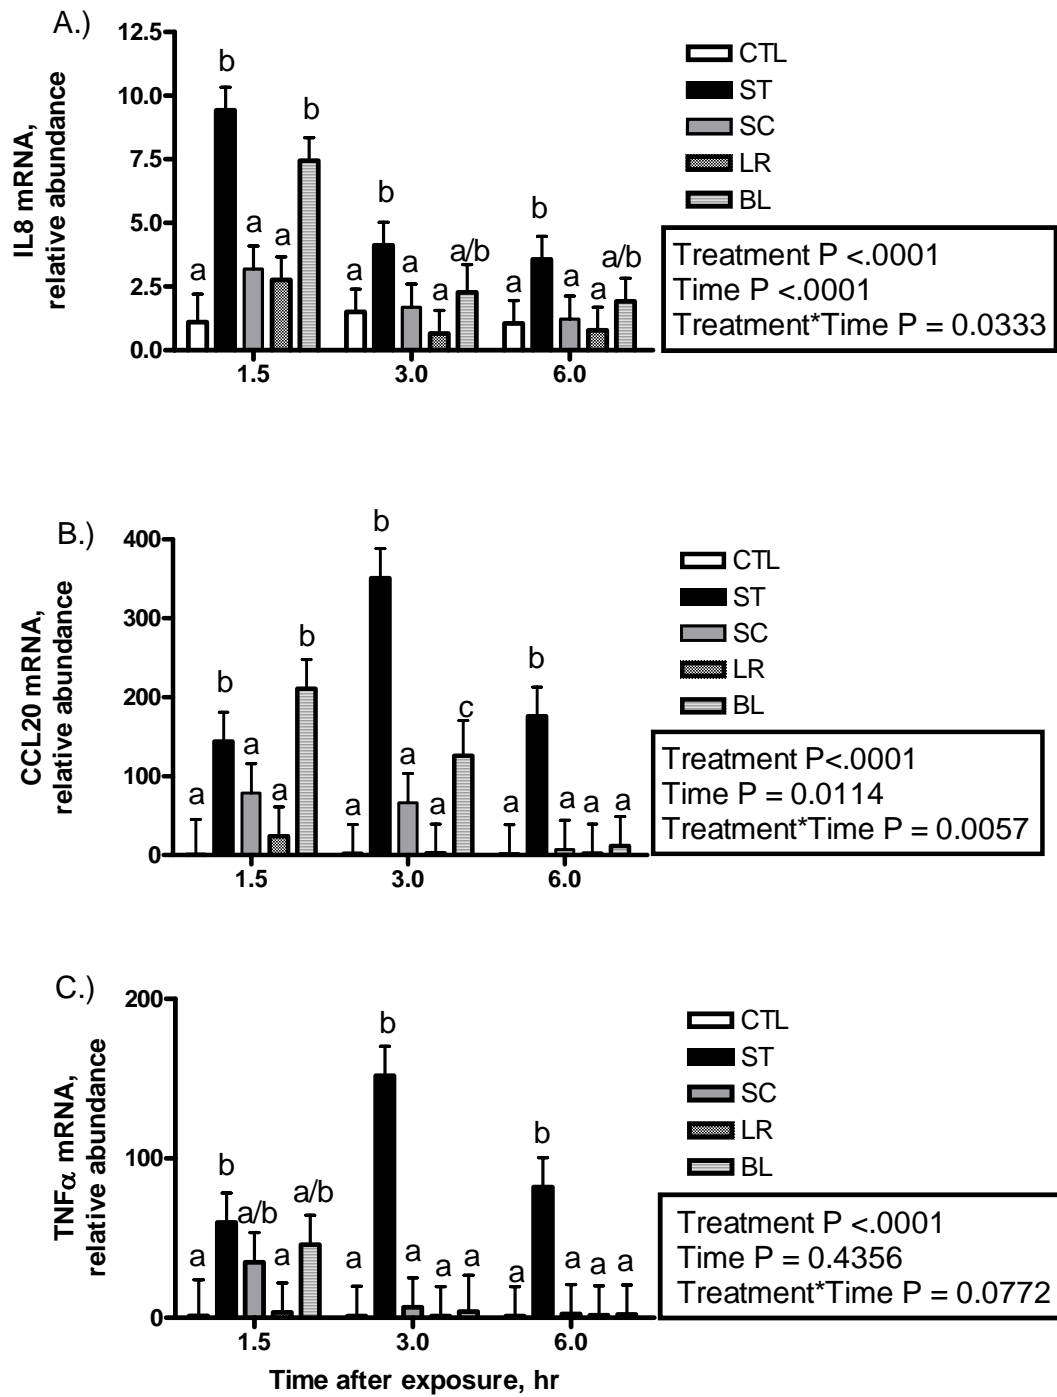 A.)
IL8 mRNA,
relative abundance
12.5
10.0
7.5
5.0
2.5
0.0
a b a a b
a b a a a/b
a b a a a/b
1.5 3.0 6.0
CTL
ST
SC
LR
BL
Treatment P <.0001
Time P <.0001
Treatment*Time P = 0.0333
B.)
CCL20 mRNA,
relative abundance
400
300
200
100
0
a b a a b
a b a a c
a b a a a
1.5 3.0 6.0
CTL
ST
SC
LR
BL
Treatment P<.0001
Time P = 0.0114
Treatment*Time P = 0.0057
C.)
TNFα mRNA,
relative abundance
200
100
0
a b a/b a a/b
a b a a a
a b a a a
1.5 3.0 6.0
Time after exposure, hr
CTL
ST
SC
LR
BL
Treatment P <.0001
Time P = 0.4356
Treatment*Time P = 0.0772